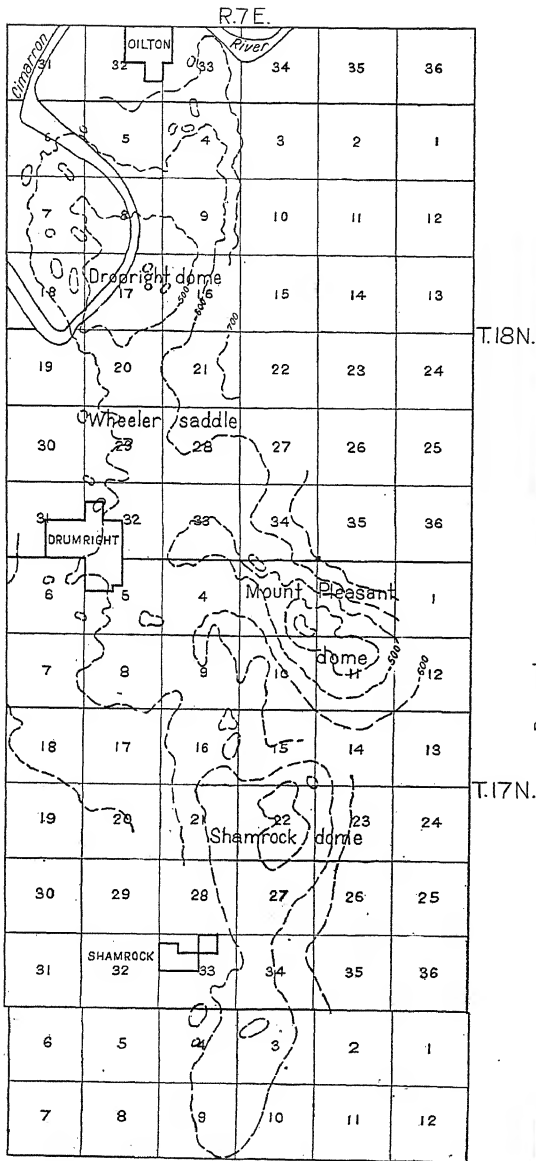 R.7E.
Cimarron
OILTON
River
31 32 33 34 35 36
6 5 4 3 2 1
7 8 9 10 11 12
Dropright dome
18 17 16 15 14 13
500 600 700
T.18N.
19 20 21 22 23 24
Wheeler saddle
30 29 28 27 26 25
31 32 33 34 35 36
DRUMRIGHT
6 5 4 1
Mount Pleasant
dome
7 8 9 10 11 12
500 600
18 17 16 15 14 13
T.17N.
19 20 21 22 23 24
Shamrock dome
30 29 28 27 26 25
SHAMROCK
31 32 33 34 35 36
6 5 4 3 2 1
7 8 9 10 11 12